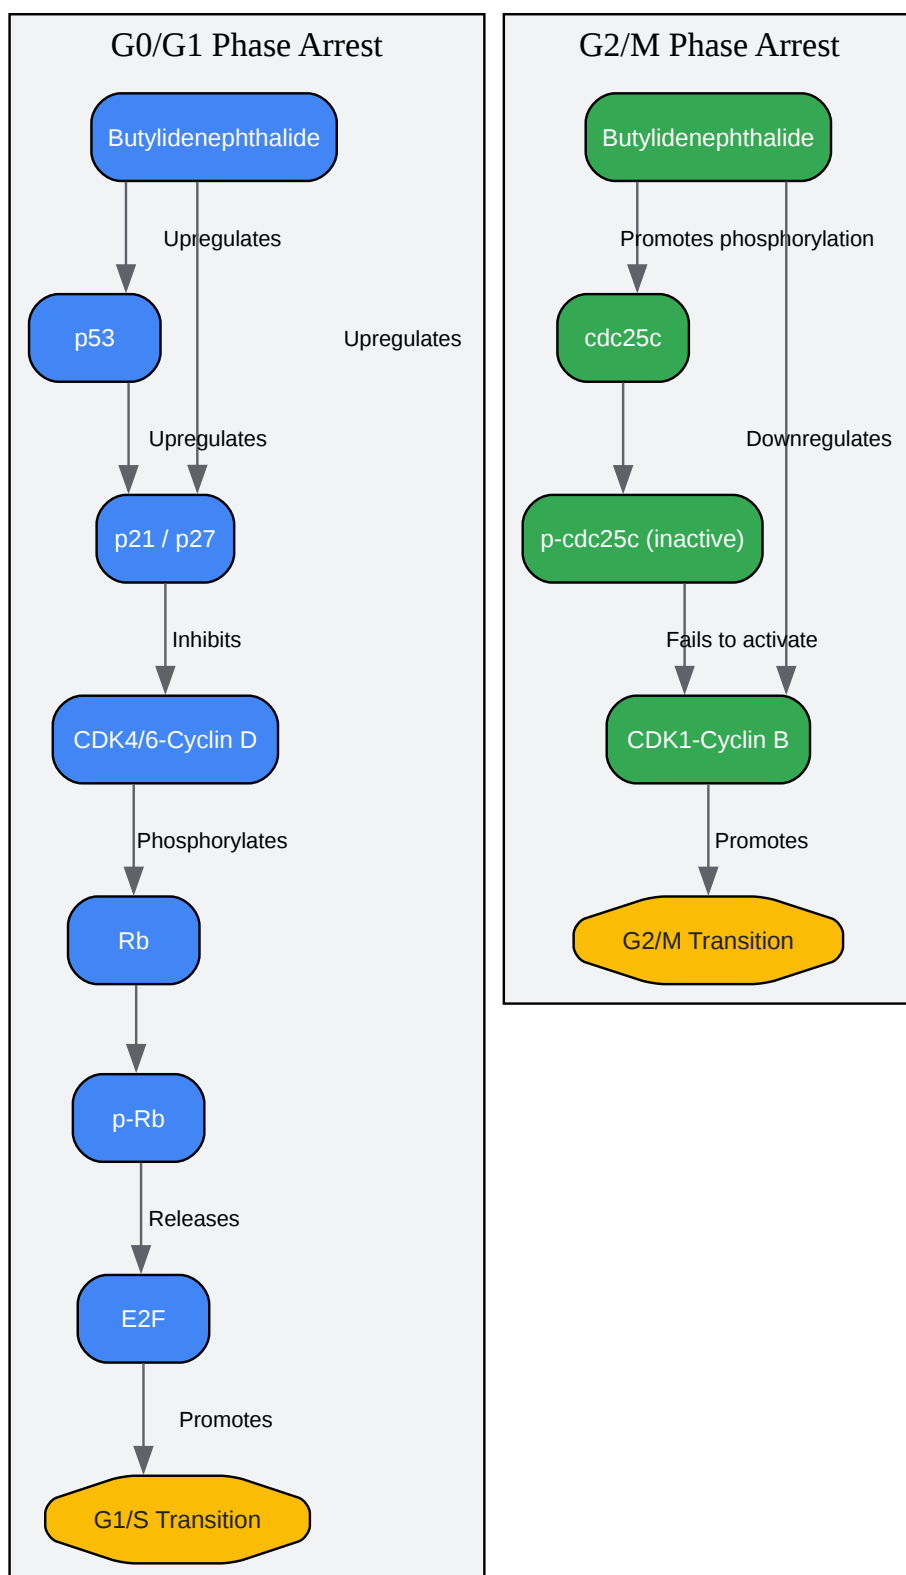 G0/G1 Phase Arrest
Butylidenephthalide
Upregulates
p53
Upregulates
Upregulates
p21 / p27
Inhibits
CDK4/6-Cyclin D
Phosphorylates
Rb
p-Rb
Releases
E2F
Promotes
G1/S Transition
G2/M Phase Arrest
Butylidenephthalide
Promotes phosphorylation
cdc25c
Downregulates
p-cdc25c (inactive)
Fails to activate
CDK1-Cyclin B
Promotes
G2/M Transition